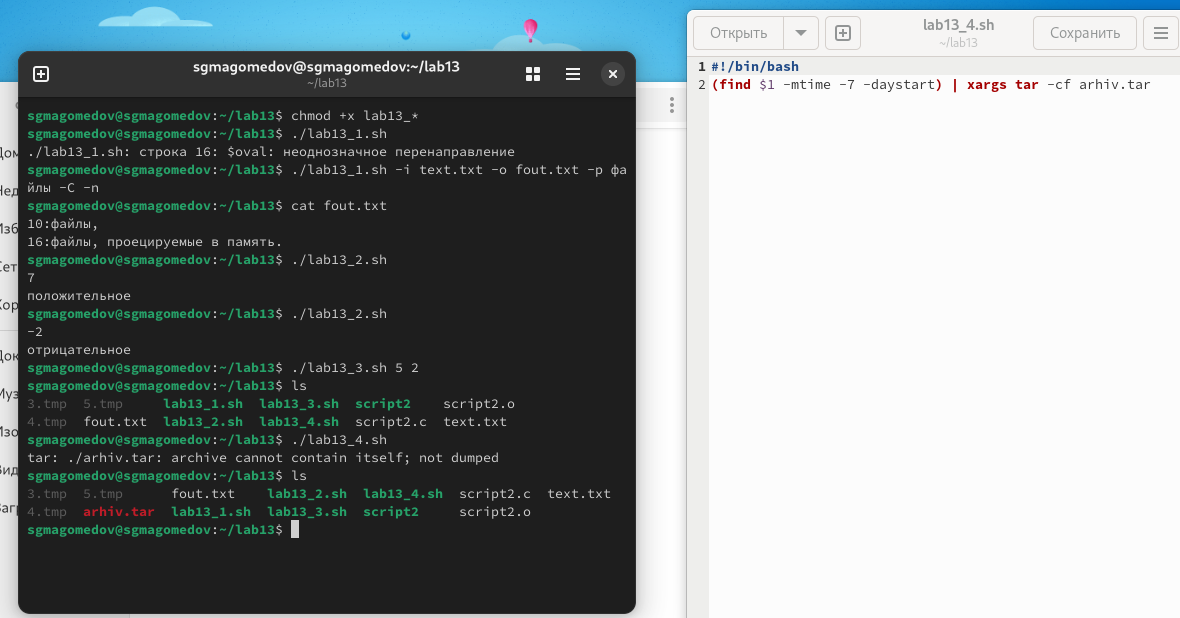 sgmagomedov@sgmagomedov:~/lab13
~/lab13
sgmagomedov@sgmagomedov:~/lab13$ chmod +x lab13_*
sgmagomedov@sgmagomedov:~/lab13$ ./lab13_1.sh
./lab13_1.sh: строка 16: $oval: неоднозначное перенаправление
sgmagomedov@sgmagomedov:~/lab13$ ./lab13_1.sh -i text.txt -o fout.txt -p фа
йлы -C -n
sgmagomedov@sgmagomedov:~/lab13$ cat fout.txt
10:файлы,
16:файлы, проецируемые в память.
sgmagomedov@sgmagomedov:~/lab13$ ./lab13_2.sh
7
положительное
sgmagomedov@sgmagomedov:~/lab13$ ./lab13_2.sh
-2
отрицательное
sgmagomedov@sgmagomedov:~/lab13$ ./lab13_3.sh 5 2
sgmagomedov@sgmagomedov:~/lab13$ ls
3.tmp 5.tmp lab13_1.sh lab13_3.sh script2 script2.o
4.tmp fout.txt lab13_2.sh lab13_4.sh script2.c text.txt
sgmagomedov@sgmagomedov:~/lab13$ ./lab13_4.sh
tar: ./arhiv.tar: archive cannot contain itself; not dumped
sgmagomedov@sgmagomedov:~/lab13$ ls
3.tmp 5.tmp fout.txt lab13_2.sh lab13_4.sh script2.c text.txt
4.tmp arhiv.tar lab13_1.sh lab13_3.sh script2 script2.o
sgmagomedov@sgmagomedov:~/lab13$
Открыть
lab13_4.sh
~/lab13
Сохранить
1 #!/bin/bash
2 (find $1 -mtime -7 -daystart) | xargs tar -cf arhiv.tar